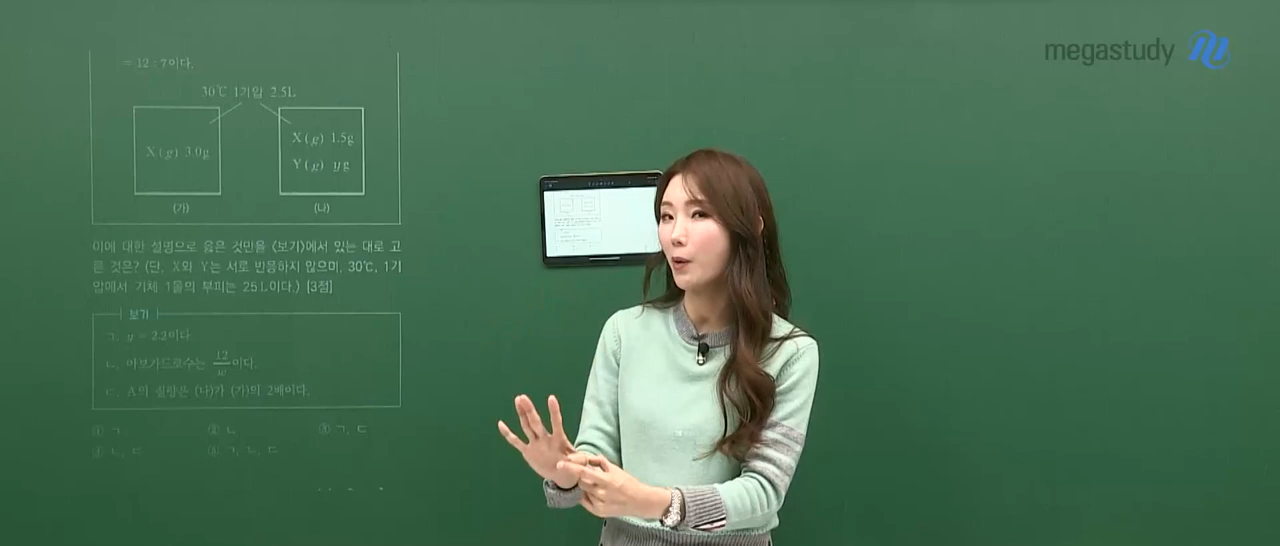 megastudy
= 12 : 7이다.
30℃ 1기압 2.5L
X(g) 3.0g
X(g) 1.5g
Y(g) yg
(가)
(나)
이에 대한 설명으로 옳은 것만을 <보기>에서 있는 대로 고
른 것은? (단, X와 Y는 서로 반응하지 않으며, 30℃, 1기
압에서 기체 1몰의 부피는 25L이다.) [3점]
보기
ㄱ. y = 2.2이다.
ㄴ. 아보가드로수는 12/w이다.
ㄷ. A의 질량은 (나)가 (가)의 2배이다.
① ㄱ ② ㄴ ③ ㄱ, ㄷ
④ ㄴ, ㄷ ⑤ ㄱ, ㄴ, ㄷ